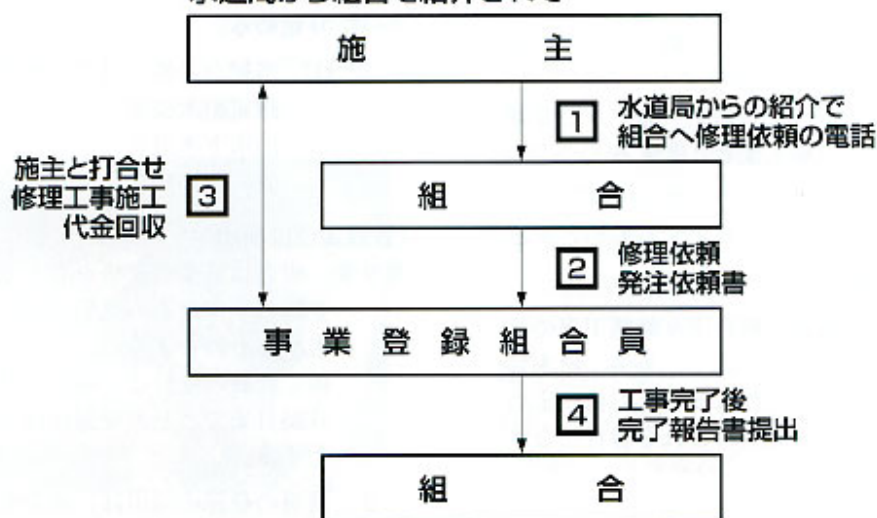 施主
1 水道局からの紹介で
組合へ修理依頼の電話
組合
施主と打合せ
修理工事施工
代金回収
3
2 修理依頼
発注依頼書
事業登録組合員
4 工事完了後
完了報告書提出
組合